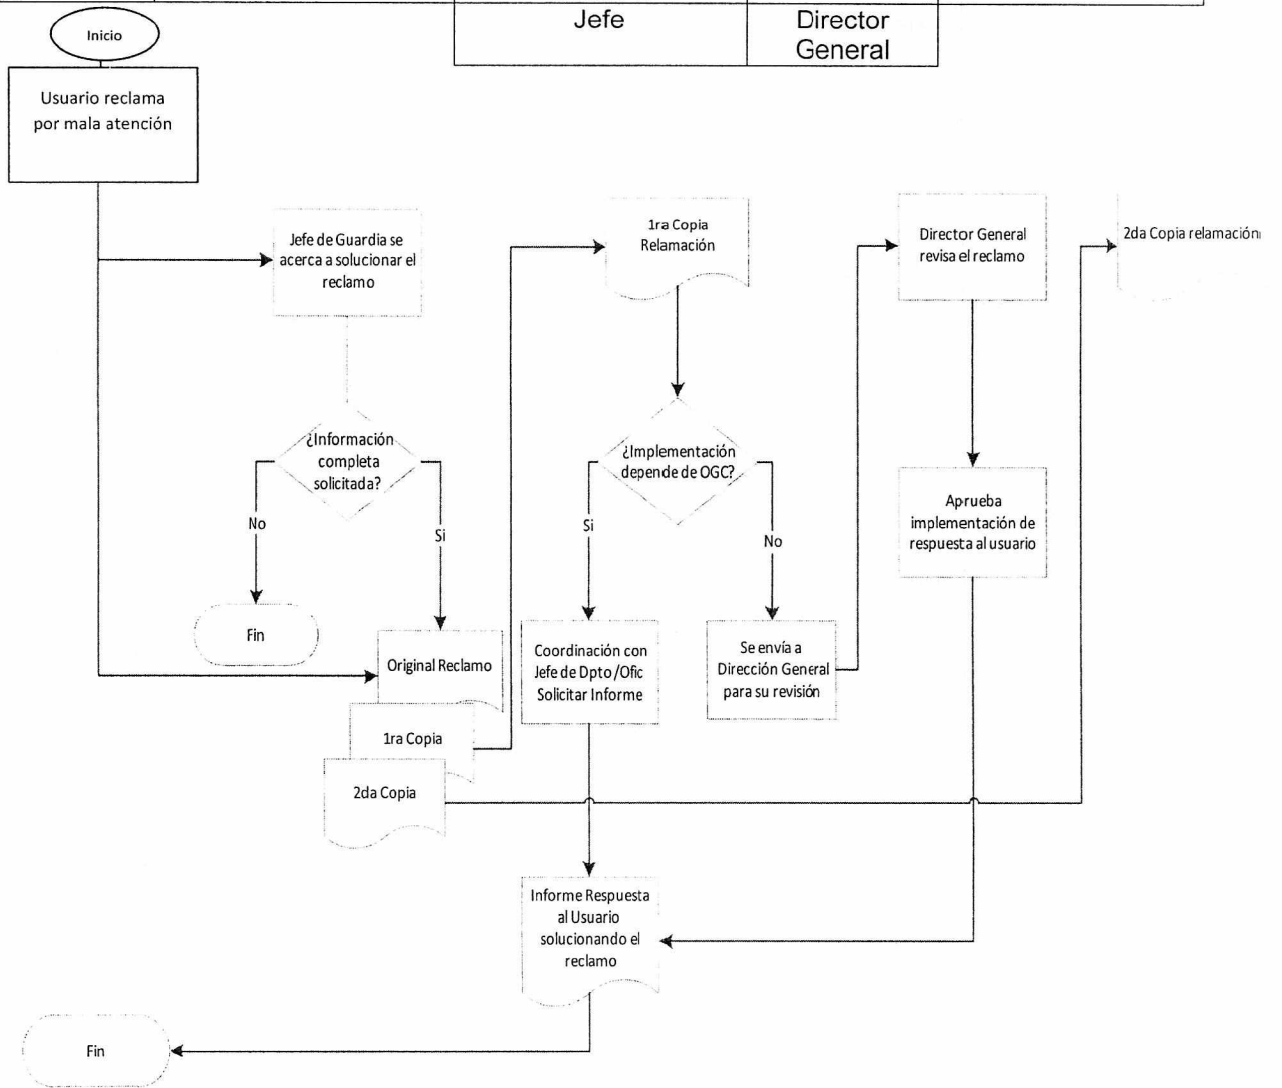 Jefe
Director
General
Inicio
Usuario reclama
por mala atención
Jefe de Guardia se
acerca a solucionar el
reclamo
1ra Copia
Relamación
Director General
revisa el reclamo
2da Copia relamación
¿Información
completa
solicitada?
¿Implementación
depende de OGC?
Aprueba
implementación de
respuesta al usuario
No
Si
Si
No
Fin
Original Reclamo
Coordinación con
Jefe de Dpto/Ofic
Solicitar Informe
Se envía a
Dirección General
para su revisión
1ra Copia
2da Copia
Informe Respuesta
al Usuario
solucionando el
reclamo
Fin